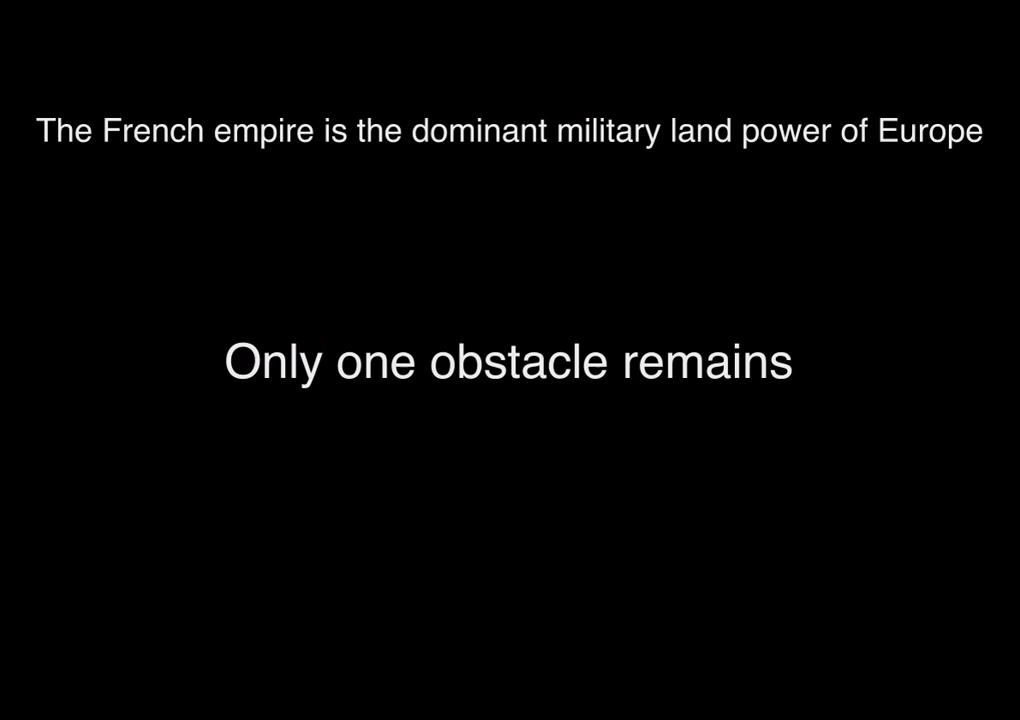 The French empire is the dominant military land power of Europe
Only one obstacle remains